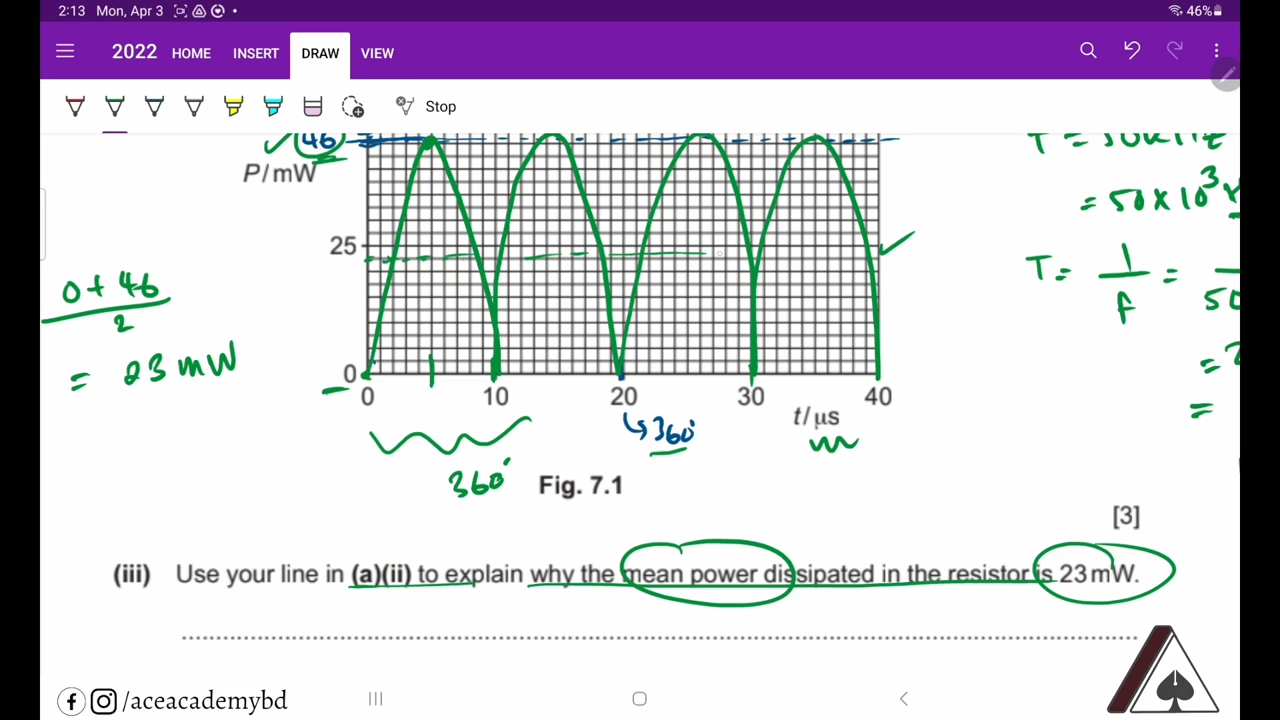 2:13 Mon, Apr 3
46%
2022 HOME INSERT DRAW VIEW
Stop
46
P/mW
25
0
0 10 20 30 40
t/μs
0 + 46
2
= 23 mW
= 50 × 10³ ×
T = 1/f =
50
=
=
360°
360°
Fig. 7.1
[3]
(iii) Use your line in (a)(ii) to explain why the mean power dissipated in the resistor is 23 mW.
/aceacademybd